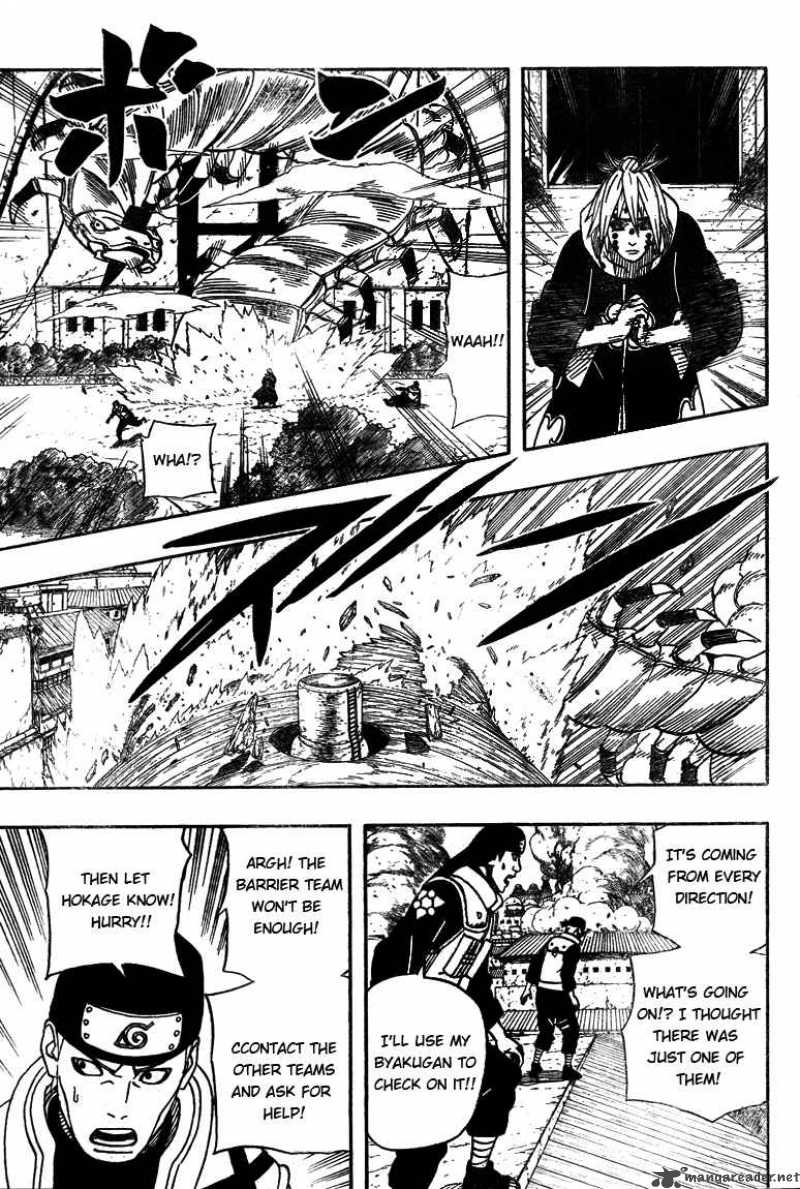 ボン
WAAH!!
WHA!?
IT'S COMING
FROM EVERY
DIRECTION!
WHAT'S GOING
ON!? I THOUGHT
THERE WAS
JUST ONE OF
THEM!
I'LL USE MY
BYAKUGAN TO
CHECK ON IT!!
ARGH! THE
BARRIER TEAM
WON'T BE
ENOUGH!
CCONTACT THE
OTHER TEAMS
AND ASK FOR
HELP!
THEN LET
HOKAGE KNOW!
HURRY!!
mangareader.net